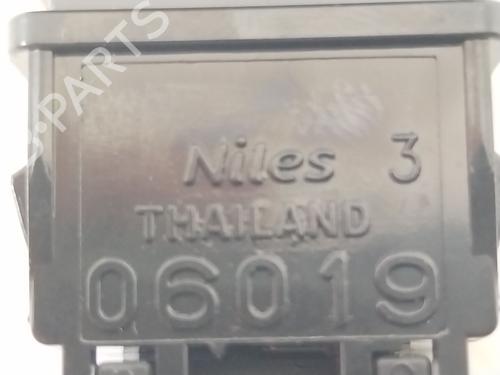 B-PARTS
Niles 3
THAILAND
06019